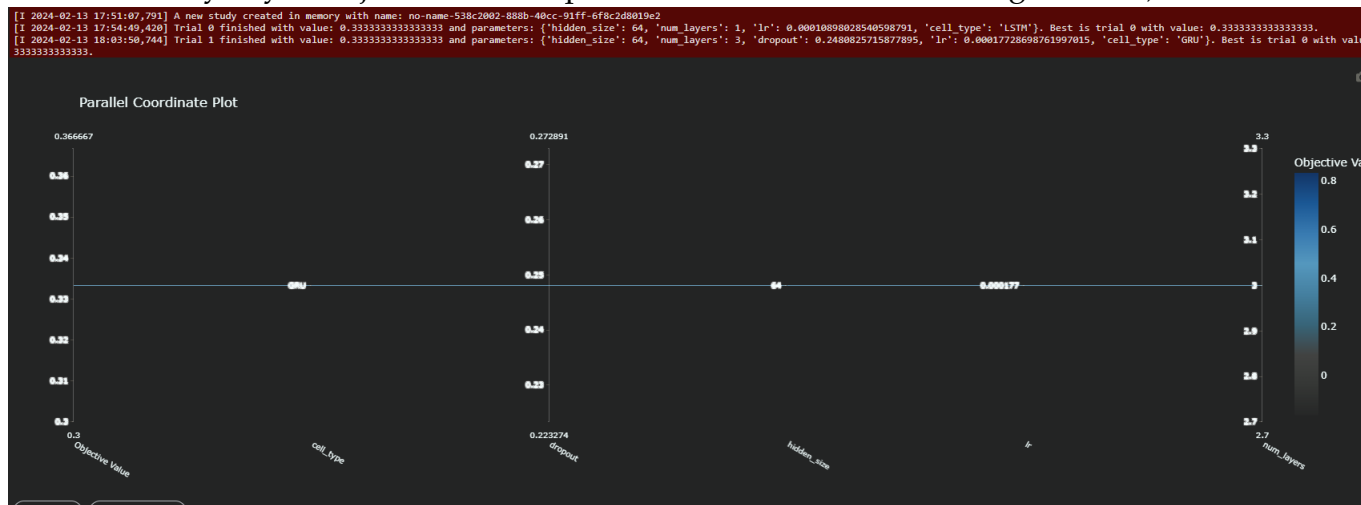 [I 2024-02-13 17:51:07,791] A new study created in memory with name: no-name-538c2002-888b-40cc-91ff-6f8c2d8019e2
[I 2024-02-13 17:54:49,420] Trial 0 finished with value: 0.3333333333333333 and parameters: {'hidden_size': 64, 'num_layers': 1, 'lr': 0.00010898028540598791, 'cell_type': 'LSTM'}. Best is trial 0 with value: 0.3333333333333333.
[I 2024-02-13 18:03:50,744] Trial 1 finished with value: 0.3333333333333333 and parameters: {'hidden_size': 64, 'num_layers': 3, 'dropout': 0.2480825715877895, 'lr': 0.00017728698761997015, 'cell_type': 'GRU'}. Best is trial 0 with valu
3333333333333.
Parallel Coordinate Plot
0.366667 0.272891 3.3
0.36 0.27 3.3
0.35 0.26 3.2
0.34 0.25 3.1
0.33 GRU 64 0.000177 3
0.32 0.24 2.9
0.31 0.23 2.8
0.3 2.7
0.3 0.223274 2.7
Objective Value cell_type dropout hidden_size lr num_layers
Objective Va
0.8
0.6
0.4
0.2
0